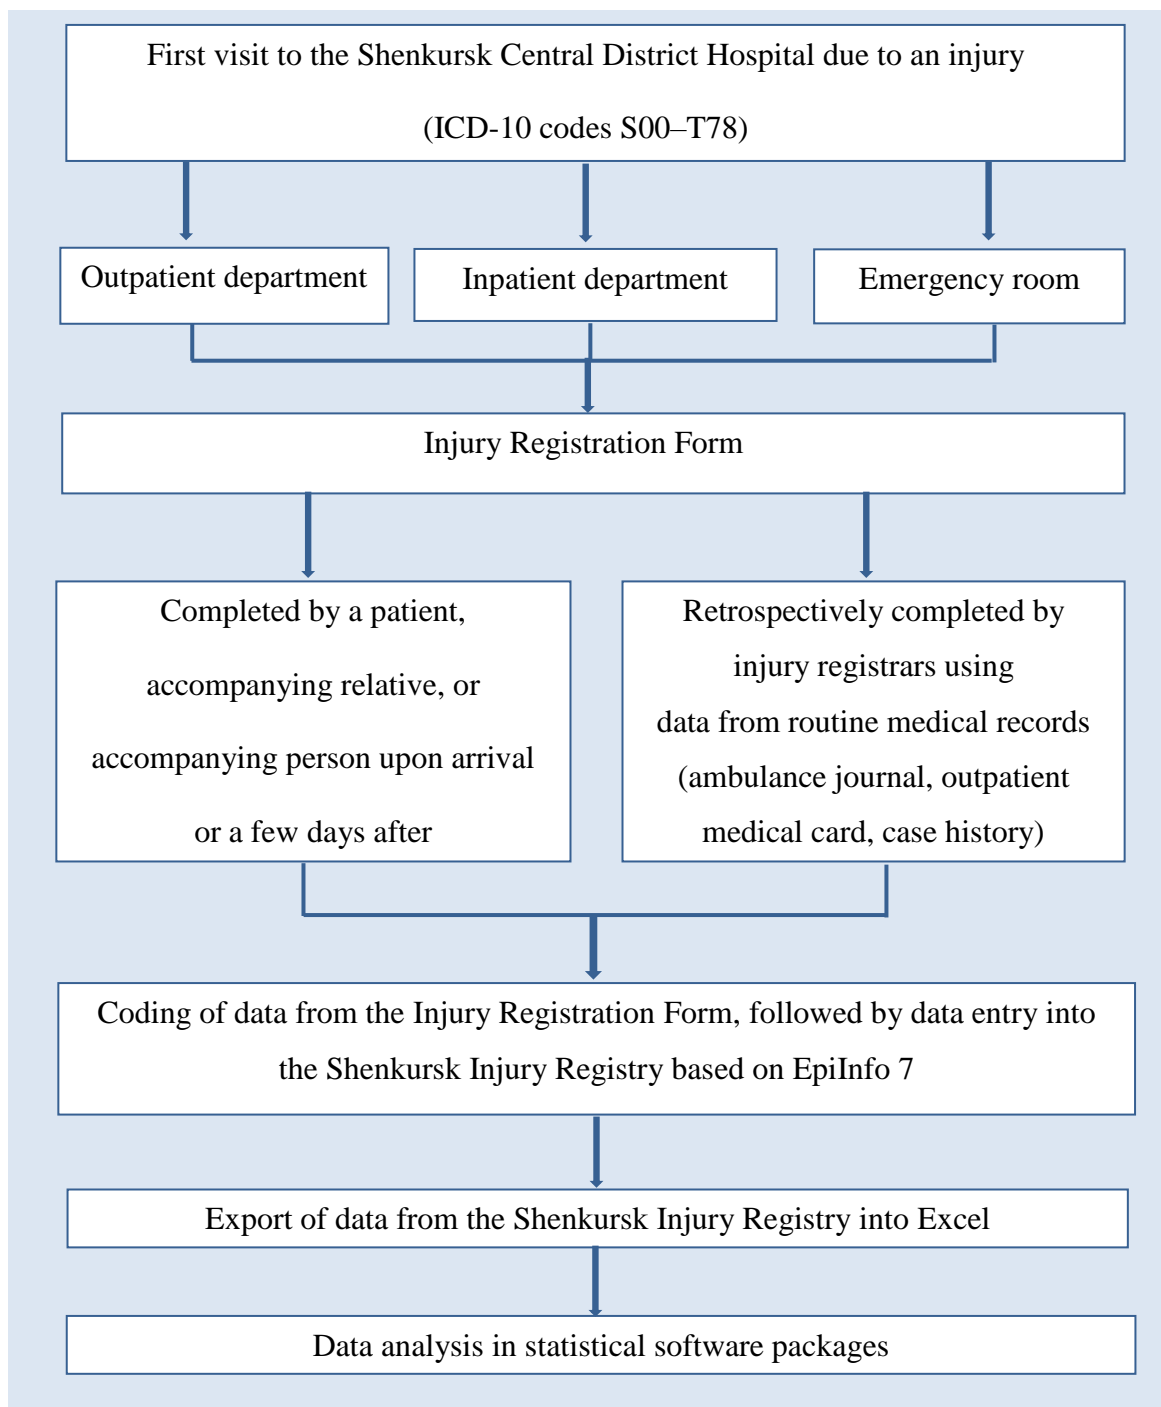 First visit to the Shenkursk Central District Hospital due to an injury
(ICD-10 codes S00–T78)
Outpatient department
Inpatient department
Emergency room
Injury Registration Form
Completed by a patient,
accompanying relative, or
accompanying person upon arrival
or a few days after
Retrospectively completed by
injury registrars using
data from routine medical records
(ambulance journal, outpatient
medical card, case history)
Coding of data from the Injury Registration Form, followed by data entry into
the Shenkursk Injury Registry based on EpiInfo 7
Export of data from the Shenkursk Injury Registry into Excel
Data analysis in statistical software packages